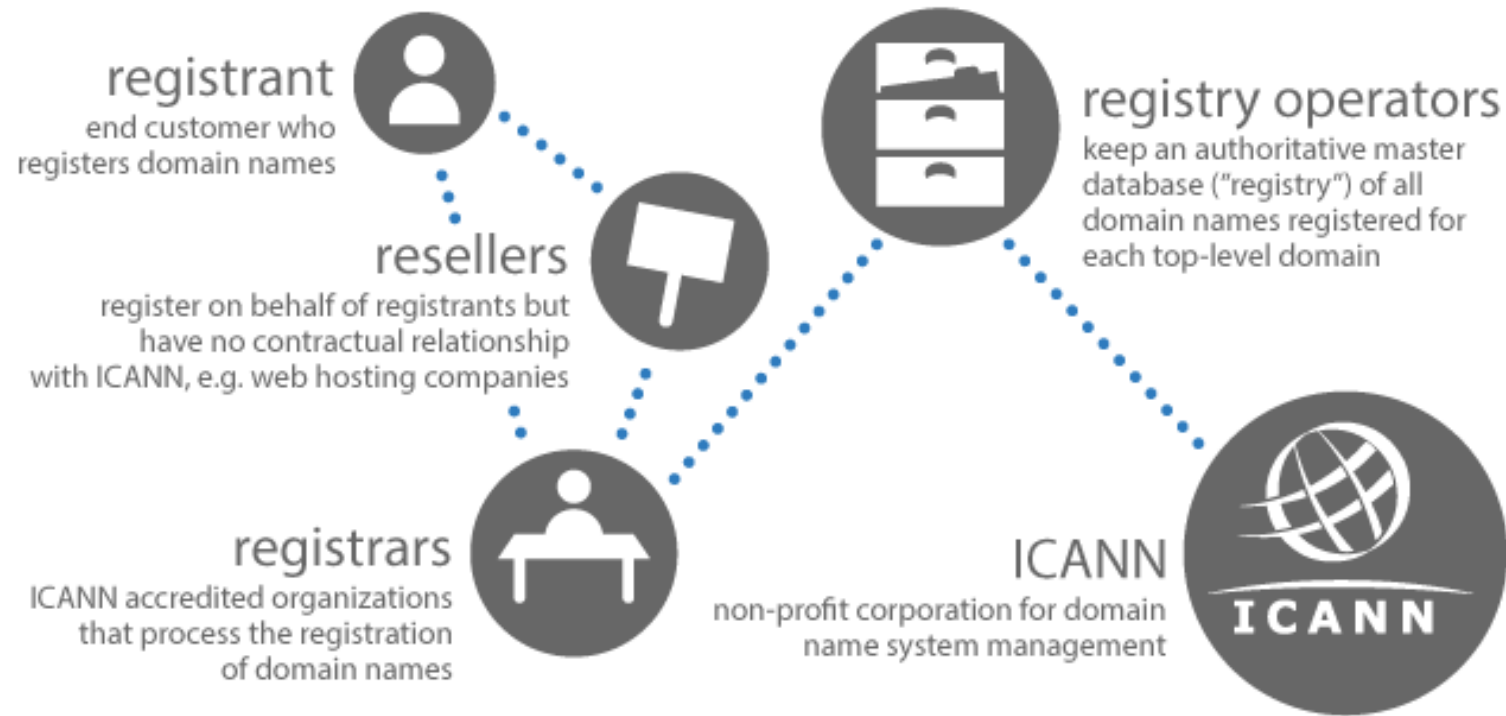 registrant
end customer who
registers domain names
resellers
register on behalf of registrants but
have no contractual relationship
with ICANN, e.g. web hosting companies
registrars
ICANN accredited organizations
that process the registration
of domain names
registry operators
keep an authoritative master
database (“registry”) of all
domain names registered for
each top-level domain
ICANN
non-profit corporation for domain
name system management
ICANN